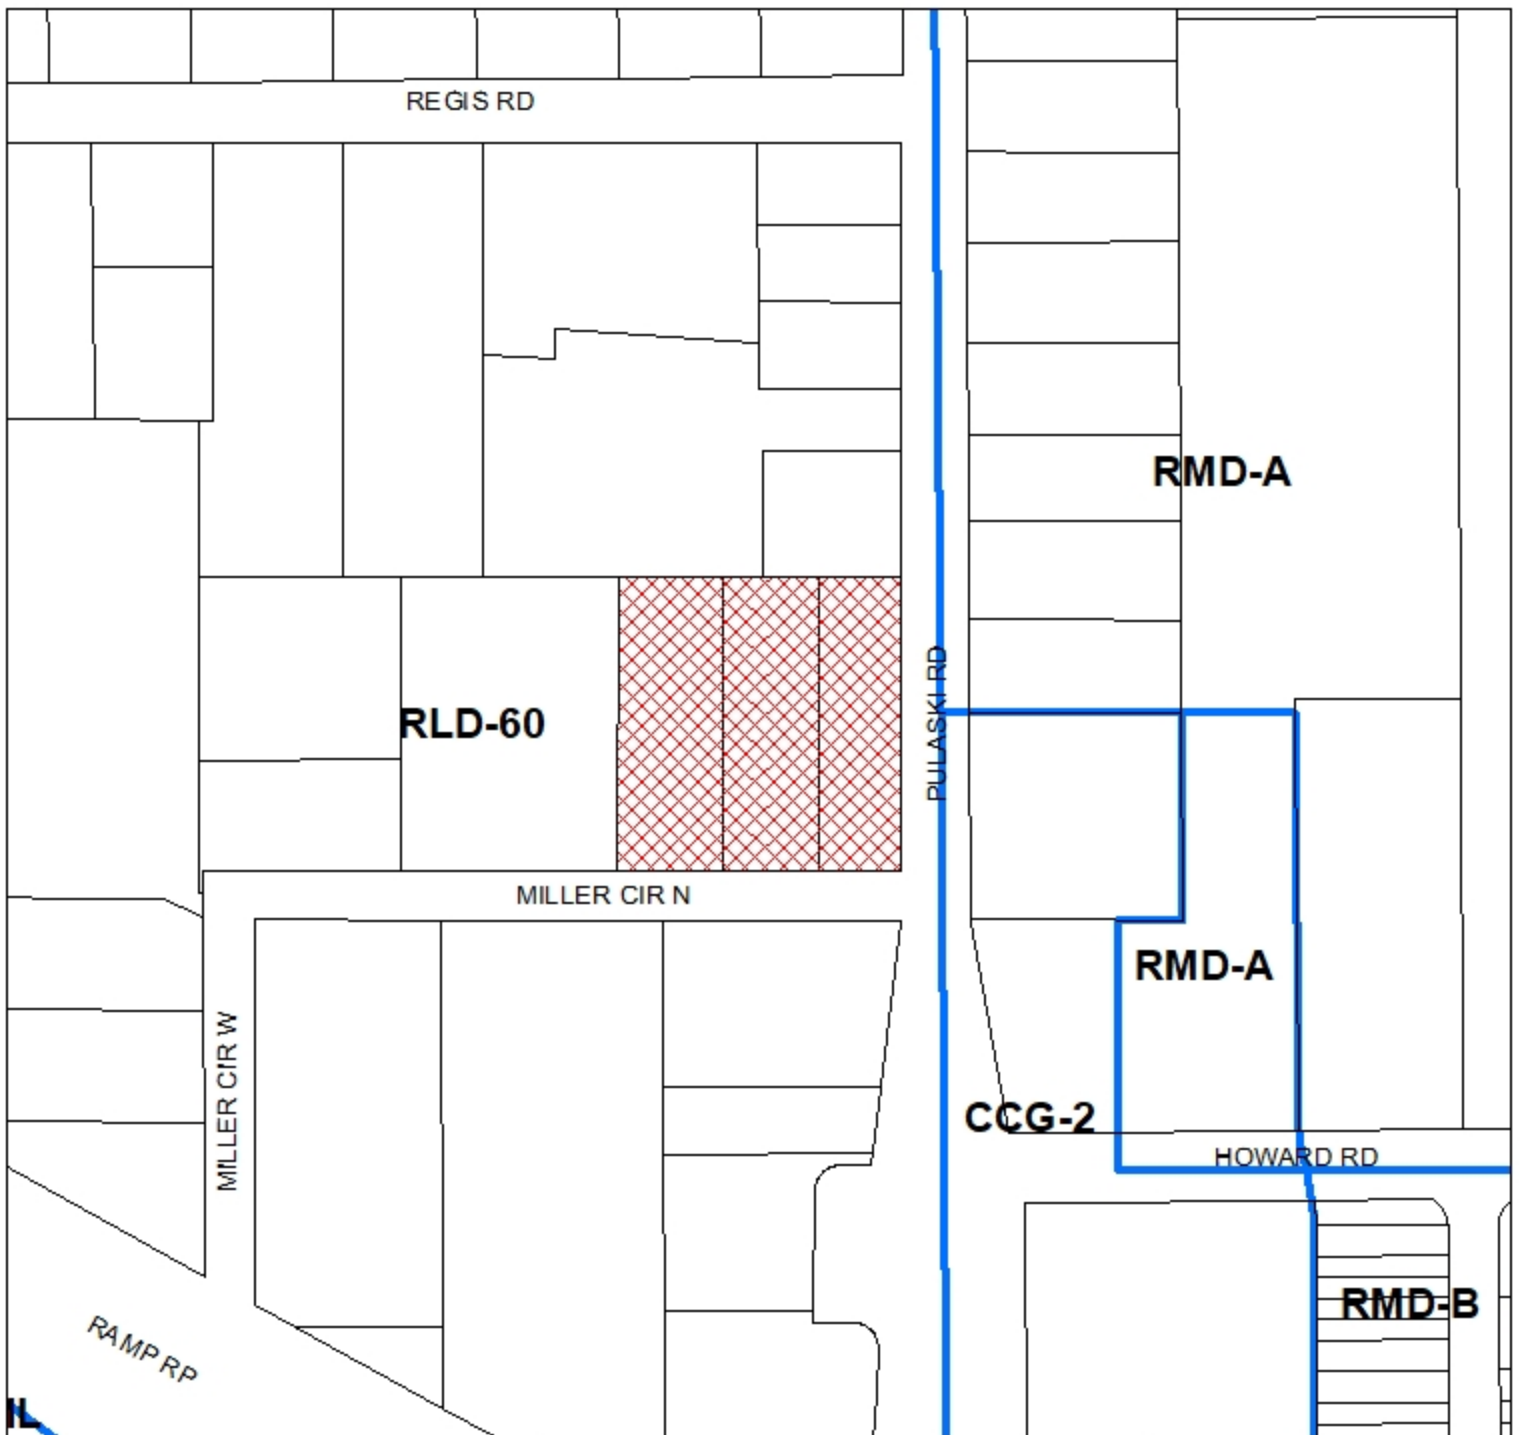 REGIS RD
RMD-A
PULASKI RD
RLD-60
MILLER CIR N
RMD-A
MILLER CIR W
CCG-2
HOWARD RD
RMD-B
RAMP RP
IL